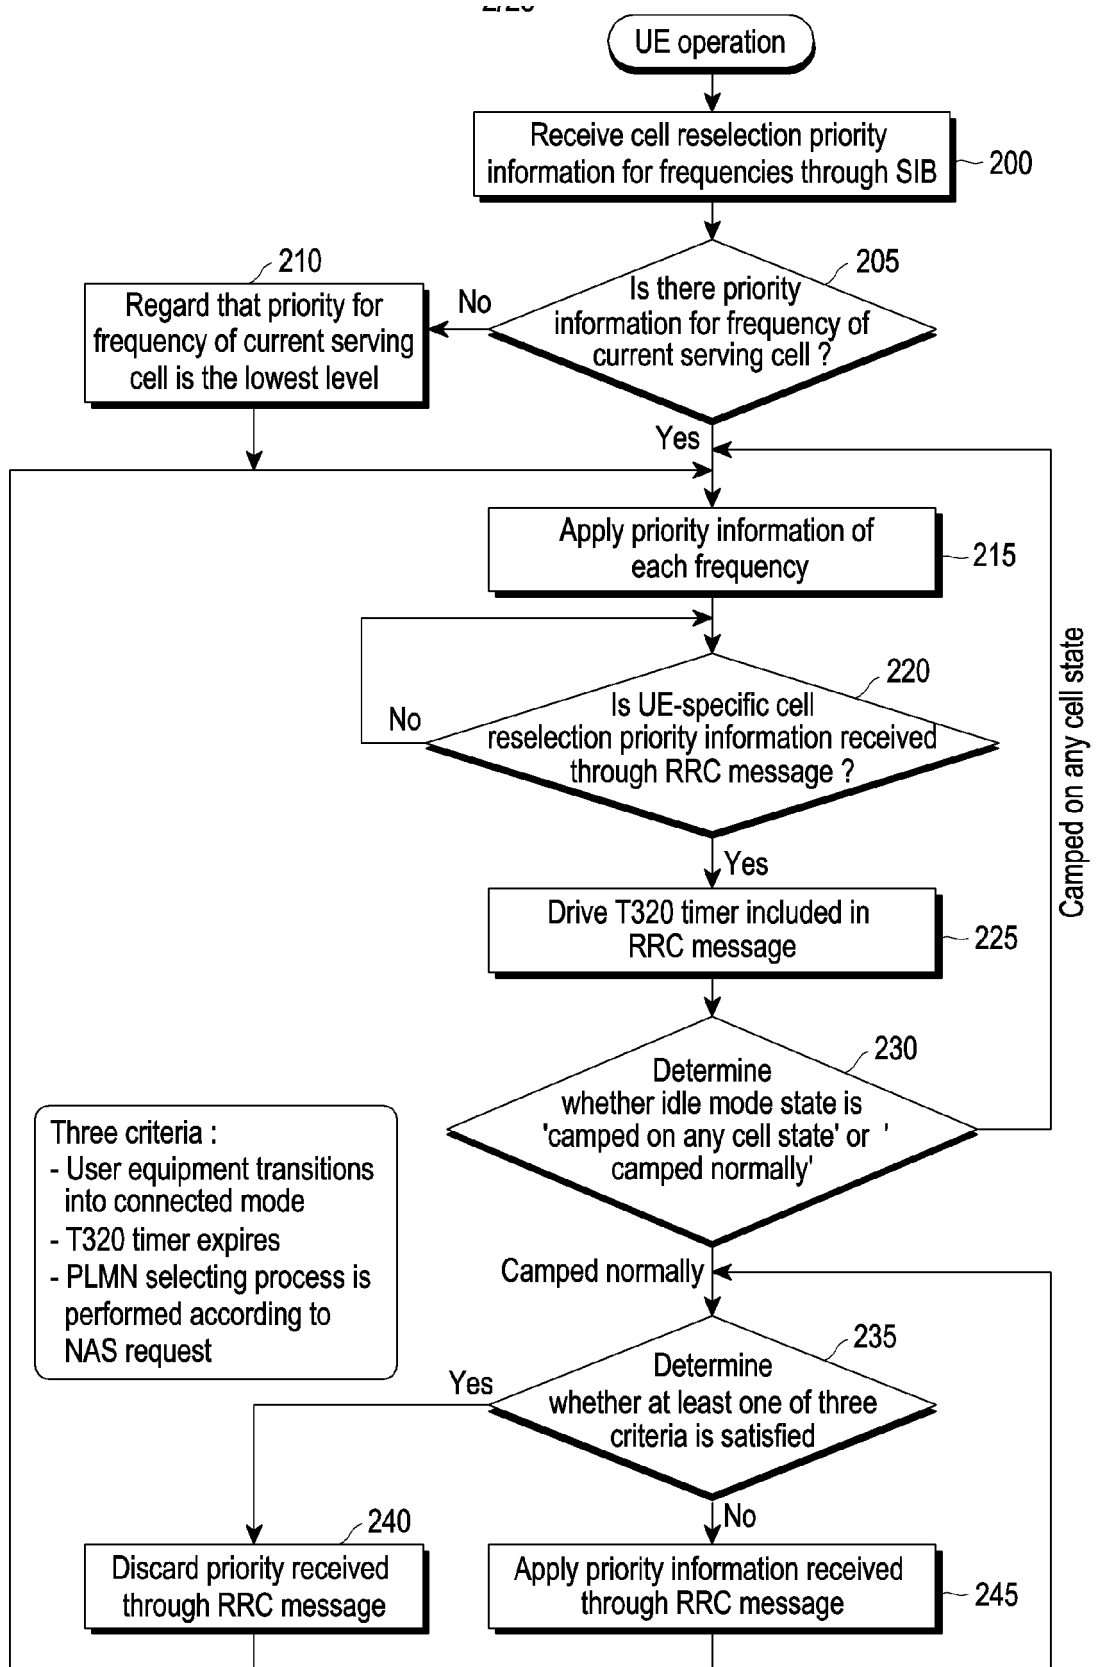 UE operation
Receive cell reselection priority
information for frequencies through SIB
200
205
Is there priority
information for frequency of
current serving cell ?
No
210
Regard that priority for
frequency of current serving
cell is the lowest level
Yes
Apply priority information of
each frequency
215
220
Is UE-specific cell
reselection priority information received
through RRC message ?
No
Yes
Camped on any cell state
Drive T320 timer included in
RRC message
225
230
Determine
whether idle mode state is
'camped on any cell state' or '
camped normally'
Three criteria :
- User equipment transitions
into connected mode
- T320 timer expires
- PLMN selecting process is
performed according to
NAS request
Camped normally
235
Determine
whether at least one of three
criteria is satisfied
Yes
No
240
Discard priority received
through RRC message
Apply priority information received
through RRC message
245